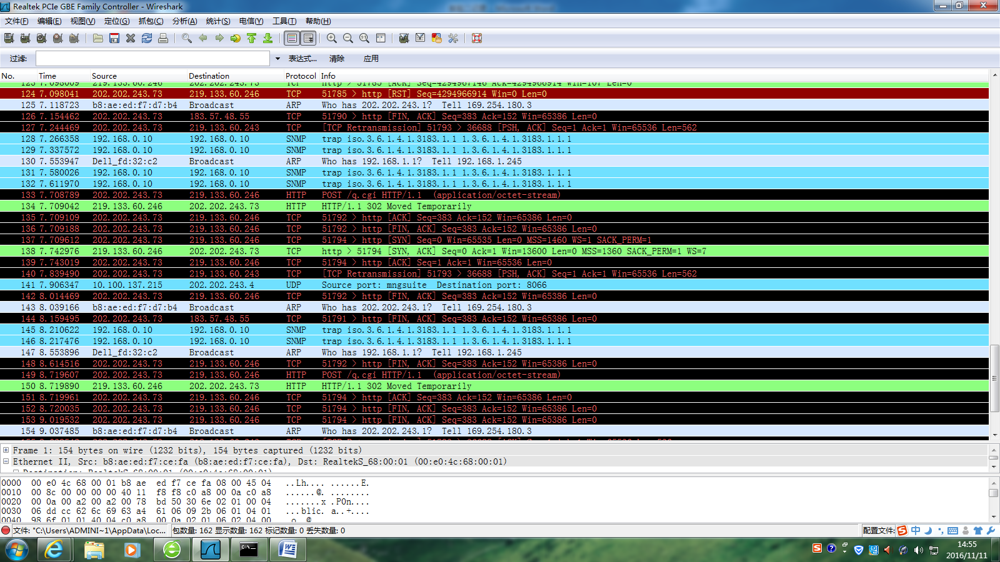 Realtek PCIe GBE Family Controller - Wireshark
文件(F) 编辑(E) 视图(V) 定位(G) 抓包(C) 分析(A) 统计(S) 电信(Y) 工具(T) 帮助(H)
过滤: 表达式... 清除 应用
No. Time Source Destination Protocol Info
123 7.098009 219.133.60.246 202.202.243.73 TCP http > 51785 [ACK] Seq=4294967146 Ack=4294966914 Win=107 Len=0
124 7.098041 202.202.243.73 219.133.60.246 TCP 51785 > http [RST] Seq=4294966914 Win=0 Len=0
125 7.118723 b8:ae:ed:f7:d7:b4 Broadcast ARP Who has 202.202.243.1? Tell 169.254.180.3
126 7.154462 202.202.243.73 183.57.48.55 TCP 51790 > http [FIN, ACK] Seq=383 Ack=152 Win=65386 Len=0
127 7.244469 202.202.243.73 219.133.60.243 TCP [TCP Retransmission] 51793 > 36688 [PSH, ACK] Seq=1 Ack=1 Win=65536 Len=562
128 7.266358 192.168.0.10 192.168.0.10 SNMP trap iso.3.6.1.4.1.3183.1.1 1.3.6.1.4.1.3183.1.1.1
129 7.337572 192.168.0.10 192.168.0.10 SNMP trap iso.3.6.1.4.1.3183.1.1 1.3.6.1.4.1.3183.1.1.1
130 7.553947 Dell_fd:32:c2 Broadcast ARP Who has 192.168.1.1? Tell 192.168.1.245
131 7.580026 192.168.0.10 192.168.0.10 SNMP trap iso.3.6.1.4.1.3183.1.1 1.3.6.1.4.1.3183.1.1.1
132 7.611970 192.168.0.10 192.168.0.10 SNMP trap iso.3.6.1.4.1.3183.1.1 1.3.6.1.4.1.3183.1.1.1
133 7.708789 202.202.243.73 219.133.60.246 HTTP POST /q.cgi HTTP/1.1 (application/octet-stream)
134 7.709042 219.133.60.246 202.202.243.73 HTTP HTTP/1.1 302 Moved Temporarily
135 7.709109 202.202.243.73 219.133.60.246 TCP 51792 > http [ACK] Seq=383 Ack=152 Win=65386 Len=0
136 7.709188 202.202.243.73 219.133.60.246 TCP 51792 > http [FIN, ACK] Seq=383 Ack=152 Win=65386 Len=0
137 7.709612 202.202.243.73 219.133.60.246 TCP 51794 > http [SYN] Seq=0 Win=65535 Len=0 MSS=1460 WS=1 SACK_PERM=1
138 7.742976 219.133.60.246 202.202.243.73 TCP http > 51794 [SYN, ACK] Seq=0 Ack=1 Win=13600 Len=0 MSS=1360 SACK_PERM=1 WS=7
139 7.743019 202.202.243.73 219.133.60.246 TCP 51794 > http [ACK] Seq=1 Ack=1 Win=65536 Len=0
140 7.839490 202.202.243.73 219.133.60.243 TCP [TCP Retransmission] 51793 > 36688 [PSH, ACK] Seq=1 Ack=1 Win=65536 Len=562
141 7.906347 10.100.137.215 202.202.243.4 UDP Source port: mngsuite Destination port: 8066
142 8.014469 202.202.243.73 219.133.60.246 TCP 51792 > http [FIN, ACK] Seq=383 Ack=152 Win=65386 Len=0
143 8.039166 b8:ae:ed:f7:d7:b4 Broadcast ARP Who has 202.202.243.1? Tell 169.254.180.3
144 8.159495 202.202.243.73 183.57.48.55 TCP 51791 > http [FIN, ACK] Seq=383 Ack=152 Win=65386 Len=0
145 8.210622 192.168.0.10 192.168.0.10 SNMP trap iso.3.6.1.4.1.3183.1.1 1.3.6.1.4.1.3183.1.1.1
146 8.217476 192.168.0.10 192.168.0.10 SNMP trap iso.3.6.1.4.1.3183.1.1 1.3.6.1.4.1.3183.1.1.1
147 8.553896 Dell_fd:32:c2 Broadcast ARP Who has 192.168.1.1? Tell 192.168.1.245
148 8.614516 202.202.243.73 219.133.60.246 TCP 51792 > http [FIN, ACK] Seq=383 Ack=152 Win=65386 Len=0
149 8.719607 202.202.243.73 219.133.60.246 HTTP POST /q.cgi HTTP/1.1 (application/octet-stream)
150 8.719890 219.133.60.246 202.202.243.73 HTTP HTTP/1.1 302 Moved Temporarily
151 8.719961 202.202.243.73 219.133.60.246 TCP 51794 > http [ACK] Seq=383 Ack=152 Win=65386 Len=0
152 8.720035 202.202.243.73 219.133.60.246 TCP 51794 > http [FIN, ACK] Seq=383 Ack=152 Win=65386 Len=0
153 9.019532 202.202.243.73 219.133.60.246 TCP 51794 > http [FIN, ACK] Seq=383 Ack=152 Win=65386 Len=0
154 9.037485 b8:ae:ed:f7:d7:b4 Broadcast ARP Who has 202.202.243.1? Tell 169.254.180.3
Frame 1: 154 bytes on wire (1232 bits), 154 bytes captured (1232 bits)
Ethernet II, Src: b8:ae:ed:f7:ce:fa (b8:ae:ed:f7:ce:fa), Dst: RealtekS_68:00:01 (00:e0:4c:68:00:01)
Destination: RealtekS_68:00:01 (00:e0:4c:68:00:01)
0000 00 e0 4c 68 00 01 b8 ae ed f7 ce fa 08 00 45 04 ..Lh.... ......E.
0010 00 8c 00 00 00 00 40 11 f8 f8 c0 a8 00 0a c0 a8 ......@. ........
0020 00 0a 00 a2 00 a2 00 78 bd 50 30 6e 02 01 00 04 .......x .P0n....
0030 06 dd cc 62 6c 69 63 a4 61 06 09 2b 06 01 04 01 ...blic. a..+....
0040 98 6f 01 01 40 04 c0 a8 00 0a 02 01 06 02 04 00 .o..@...
文件: "C:\Users\ADMINI~1\AppData\Loc... 包数量: 162 显示数量: 162 标记数量: 0 丢失数量: 0 配置文件: 中
14:55
2016/11/11